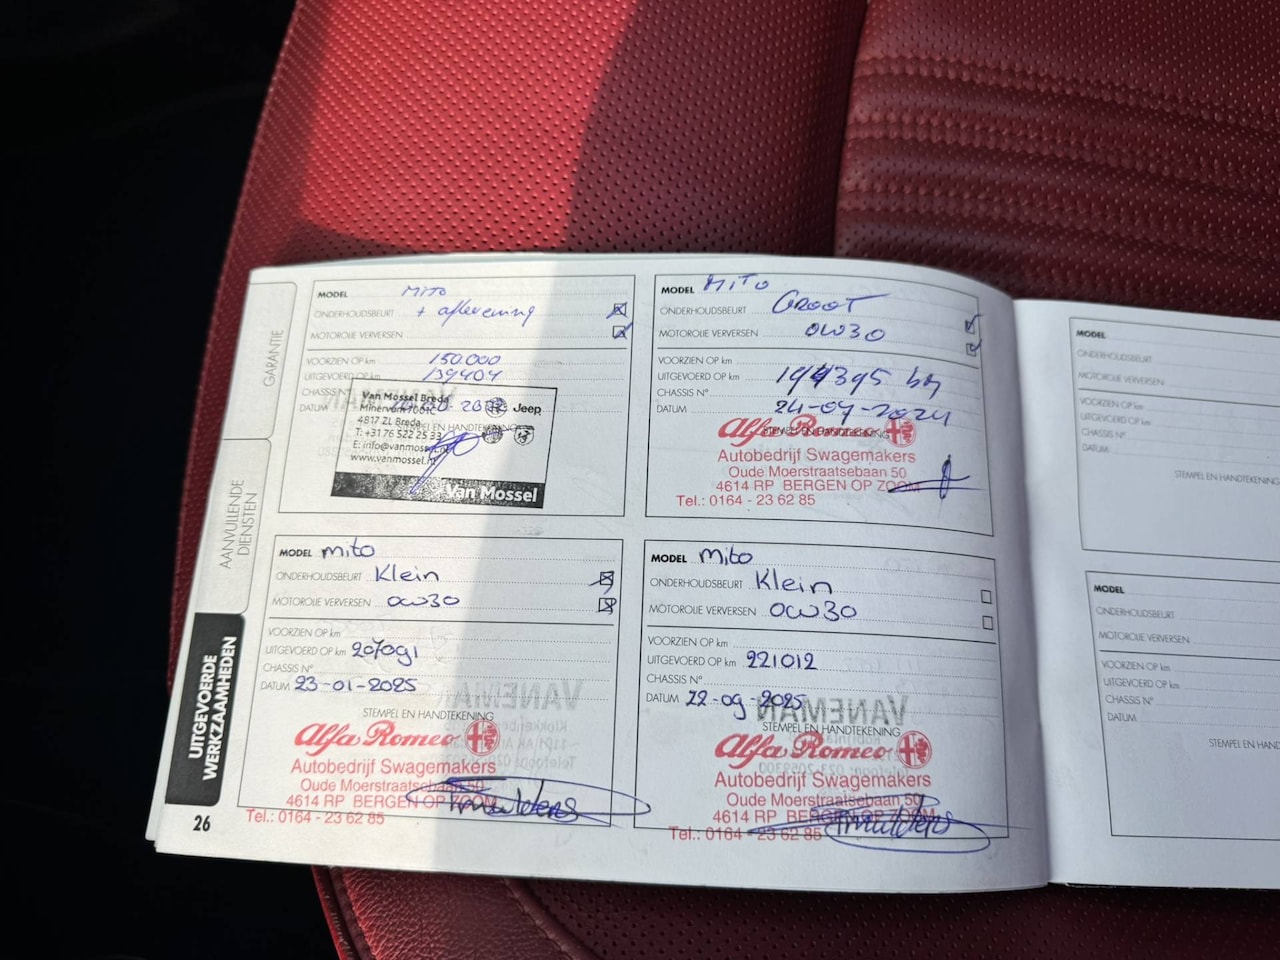 GARANTIE
AANVULLENDE
DIENSTEN
UITGEVOERDE
WERKZAAMHEDEN
26
MODEL MiTo
ONDERHOUDSBEURT + aflevering
MOTOROLIE VERVERSEN
VOORZIEN OP km 150.000
UITGEVOERD OP km 139404
CHASSIS N°
DATUM
STEMPEL EN HANDTEKENING
Van Mossel Breda
Minervum 7001C
4817 ZL Breda
T: +31 76 522 25 33
E: info@vanmossel.nl
www.vanmossel.nl
Jeep
Van Mossel
MODEL MiTo
ONDERHOUDSBEURT GROOT
MOTOROLIE VERVERSEN 0W30
VOORZIEN OP km
UITGEVOERD OP km
CHASSIS N°
DATUM 24-04-2024
STEMPEL EN HANDTEKENING
Alfa Romeo
Autobedrijf Swagemakers
Oude Moerstraatsebaan 50
4614 RP BERGEN OP ZOOM
Tel.: 0164 - 23 62 85
MODEL mito
ONDERHOUDSBEURT Klein
MOTOROLIE VERVERSEN 0W30
VOORZIEN OP km
UITGEVOERD OP km 207091
CHASSIS N°
DATUM 23-01-2025
STEMPEL EN HANDTEKENING
Alfa Romeo
Autobedrijf Swagemakers
Oude Moerstraatsebaan 50
4614 RP BERGEN OP ZOOM
Tel.: 0164 - 23 62 85
MODEL mito
ONDERHOUDSBEURT Klein
MOTOROLIE VERVERSEN 0W30
VOORZIEN OP km
UITGEVOERD OP km 221012
CHASSIS N°
DATUM 22-09-2025
STEMPEL EN HANDTEKENING
Alfa Romeo
Autobedrijf Swagemakers
Oude Moerstraatsebaan 50
4614 RP BERGEN OP ZOOM
Tel.: 0164 - 23 62 85
MODEL
ONDERHOUDSBEURT
MOTOROLIE VERVERSEN
VOORZIEN OP km
UITGEVOERD OP km
CHASSIS N°
DATUM
STEMPEL EN HANDTEKENING
MODEL
ONDERHOUDSBEURT
MOTOROLIE VERVERSEN
VOORZIEN OP km
UITGEVOERD OP km
CHASSIS N°
DATUM
STEMPEL EN HAND